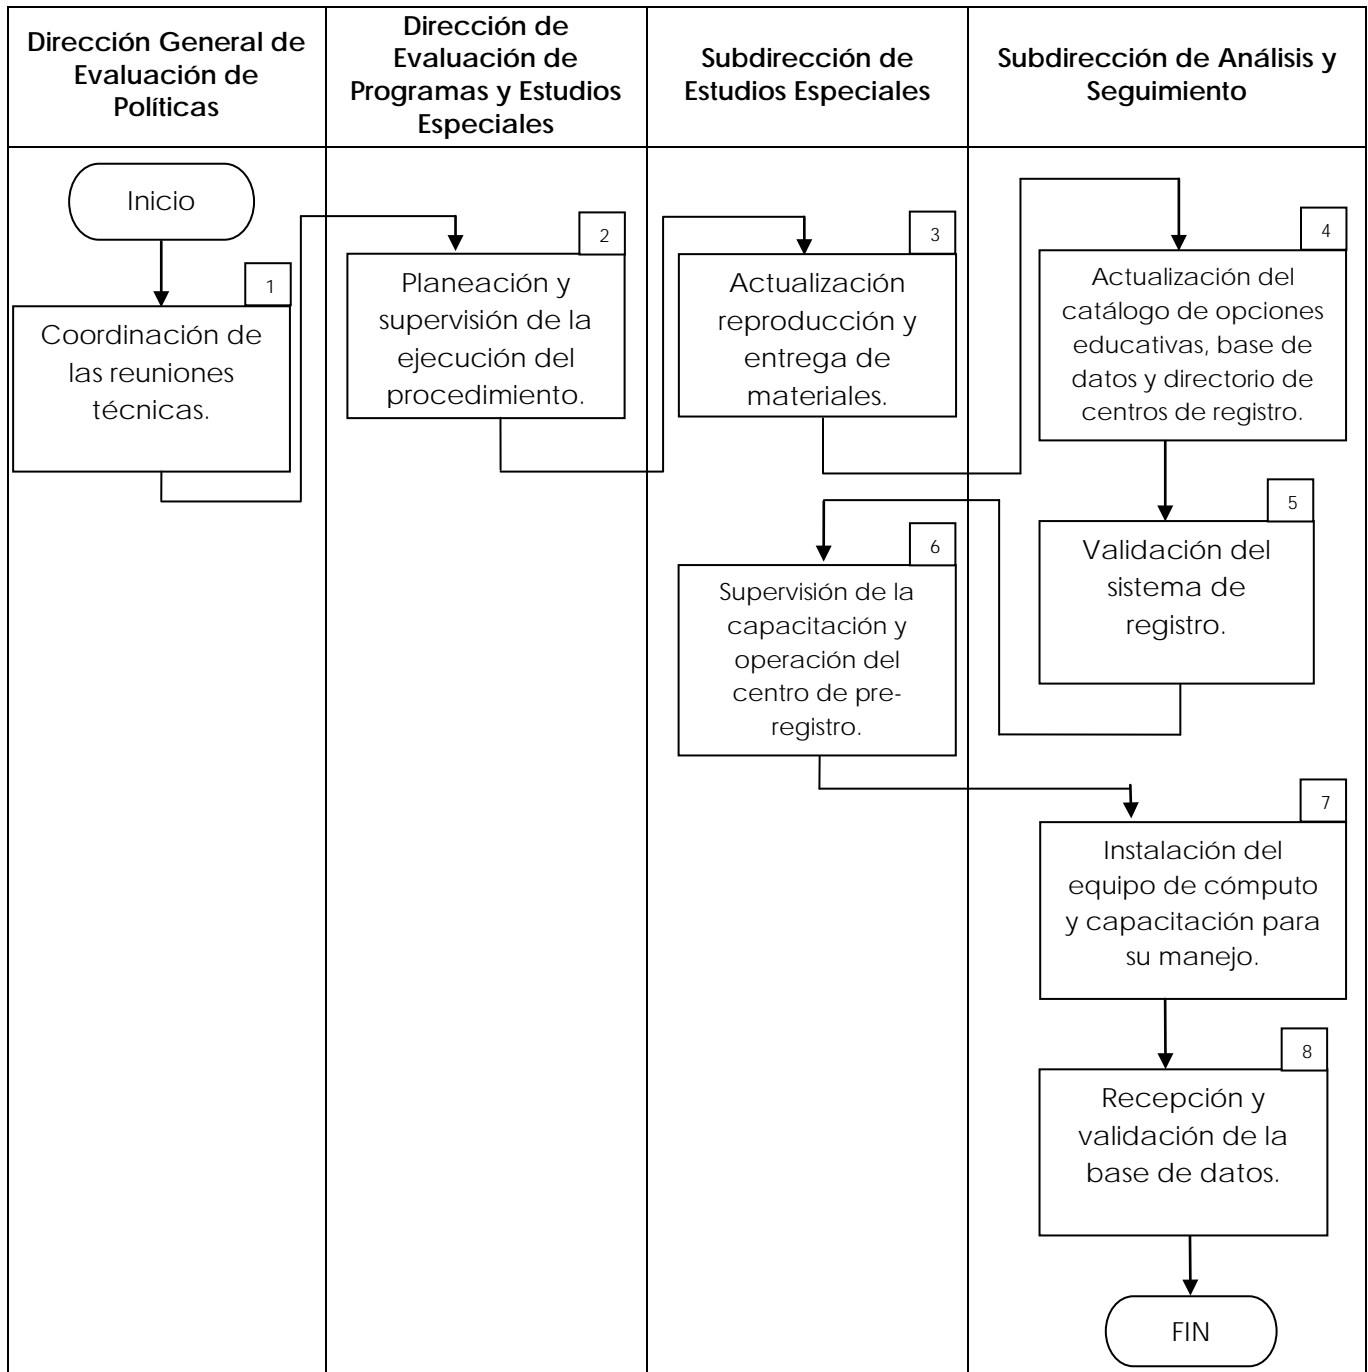 Dirección General de
Evaluación de
Políticas
Dirección de
Evaluación de
Programas y Estudios
Especiales
Subdirección de
Estudios Especiales
Subdirección de Análisis y
Seguimiento
Inicio
1
Coordinación de
las reuniones
técnicas.
2
Planeación y
supervisión de la
ejecución del
procedimiento.
3
Actualización
reproducción y
entrega de
materiales.
4
Actualización del
catálogo de opciones
educativas, base de
datos y directorio de
centros de registro.
5
Validación del
sistema de
registro.
6
Supervisión de la
capacitación y
operación del
centro de pre-
registro.
7
Instalación del
equipo de cómputo
y capacitación para
su manejo.
8
Recepción y
validación de la
base de datos.
FIN